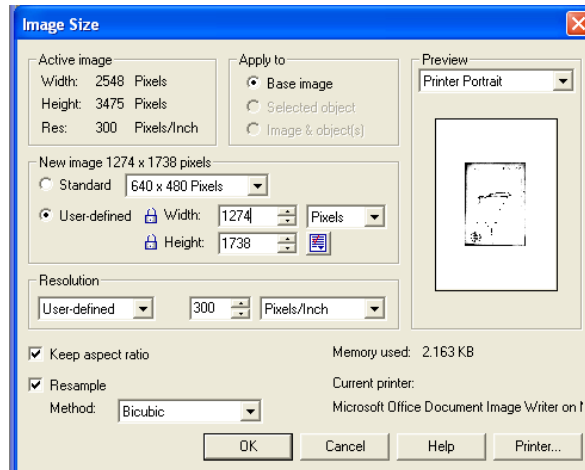 Image Size
Active image
Width: 2548 Pixels
Height: 3475 Pixels
Res: 300 Pixels/Inch
Apply to
Base image
Selected object
Image & object(s)
Preview
Printer Portrait
New image 1274 x 1738 pixels
Standard 640 x 480 Pixels
User-defined Width: 1274 Pixels
Height: 1738
Resolution
User-defined 300 Pixels/Inch
Keep aspect ratio
Memory used: 2.163 KB
Resample
Current printer:
Method: Bicubic
Microsoft Office Document Image Writer on
OK Cancel Help Printer...